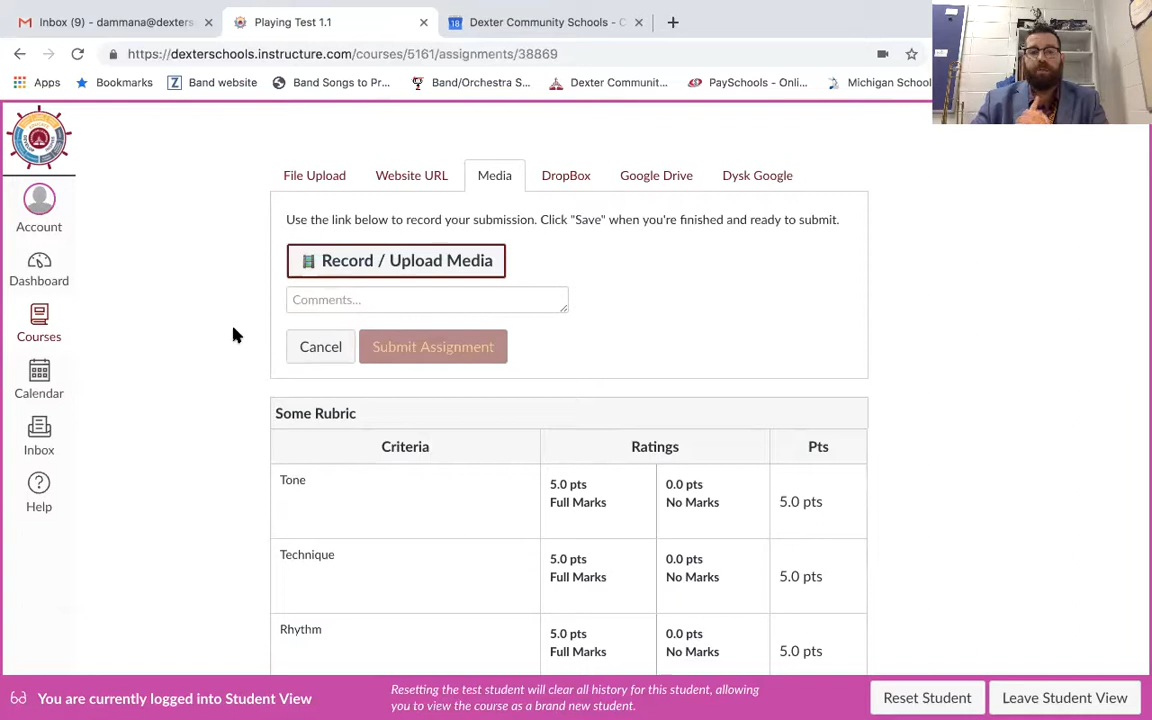 Inbox (9) - dammana@dexters
Playing Test 1.1
Dexter Community Schools - C
https://dexterschools.instructure.com/courses/5161/assignments/38869
Apps
Bookmarks
Band website
Band Songs to Pr...
Band/Orchestra S...
Dexter Communit...
PaySchools - Onli...
Michigan Schoo
Account
Dashboard
Courses
Calendar
Inbox
Help
File Upload
Website URL
Media
DropBox
Google Drive
Dysk Google
Use the link below to record your submission. Click "Save" when you're finished and ready to submit.
Record / Upload Media
Comments...
Cancel
Submit Assignment
Some Rubric
Criteria
Ratings
Pts
Tone
5.0 pts
Full Marks
0.0 pts
No Marks
5.0 pts
Technique
5.0 pts
Full Marks
0.0 pts
No Marks
5.0 pts
Rhythm
5.0 pts
Full Marks
0.0 pts
No Marks
5.0 pts
You are currently logged into Student View
Resetting the test student will clear all history for this student, allowing
you to view the course as a brand new student.
Reset Student
Leave Student View